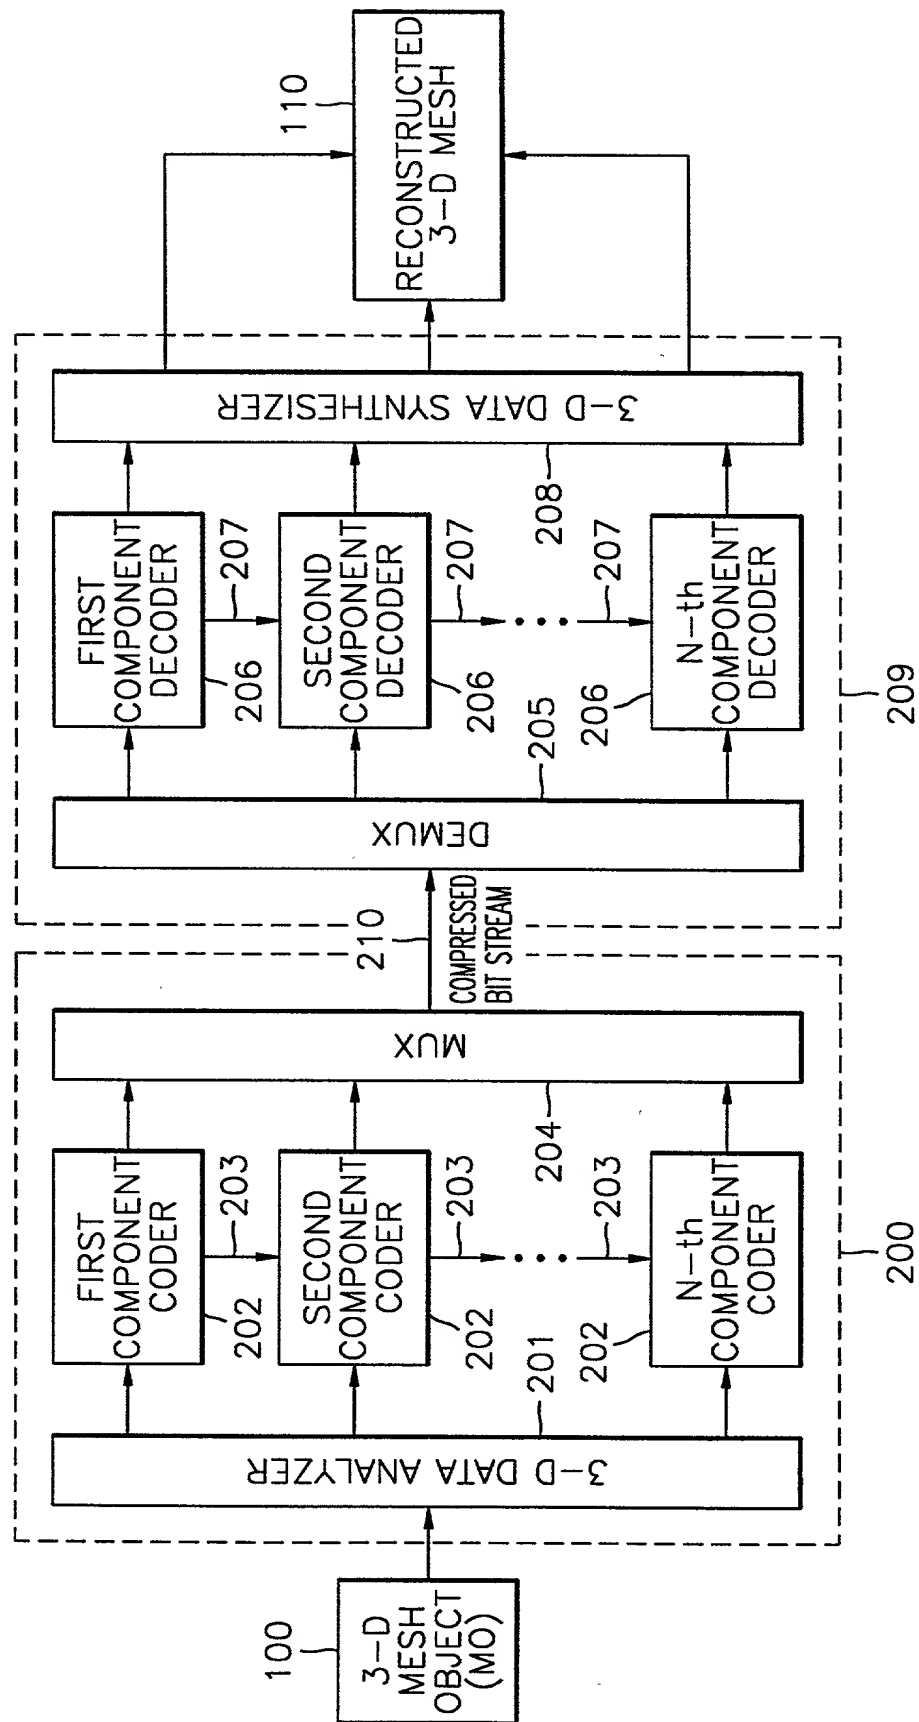 100
3-D
MESH
OBJECT
(MO)
3-D DATA ANALYZER
201
FIRST
COMPONENT
CODER
202
203
SECOND
COMPONENT
CODER
202
203
203
N-th
COMPONENT
CODER
202
MUX
204
200
210
COMPRESSED
BIT STREAM
DEMUX
205
FIRST
COMPONENT
DECODER
206
207
SECOND
COMPONENT
DECODER
206
207
207
N-th
COMPONENT
DECODER
206
3-D DATA SYNTHESIZER
208
209
110
RECONSTRUCTED
3-D MESH